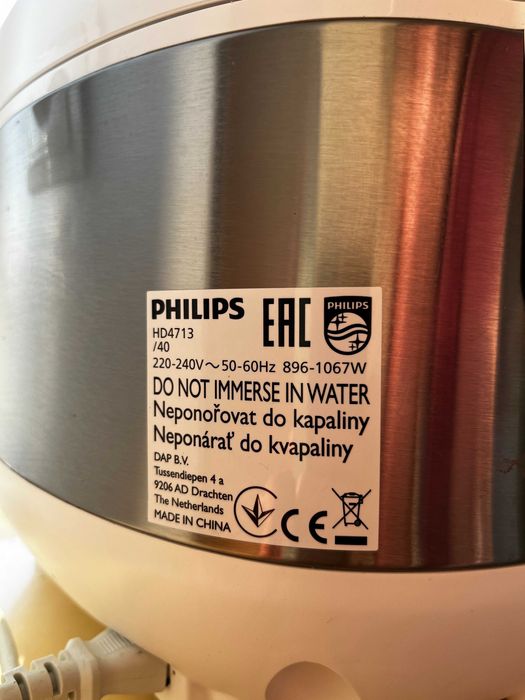 PHILIPS
HD4713
/40
EAC
PHILIPS
220-240V~50-60Hz 896-1067W
DO NOT IMMERSE IN WATER
Neponořovat do kapaliny
Neponárať do kvapaliny
DAP B.V.
Tussendiepen 4 a
9206 AD Drachten
The Netherlands
MADE IN CHINA
CE